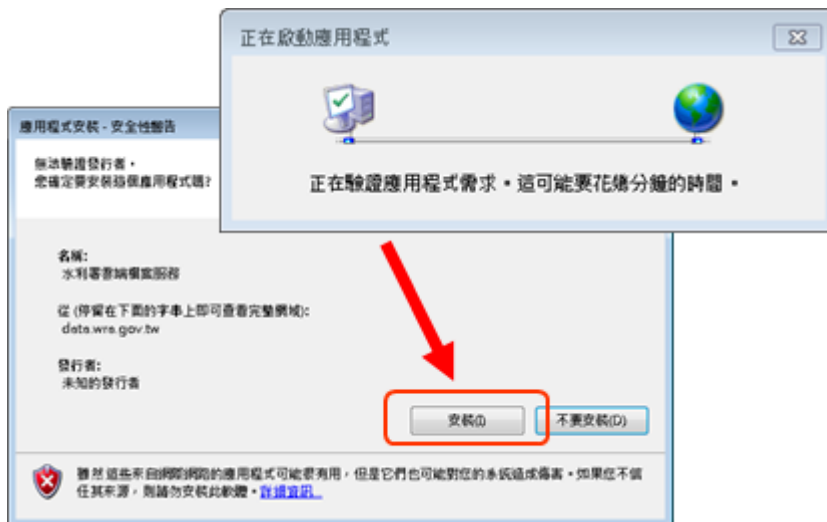 正在啟動應用程式
正在驗證應用程式需求。這可能要花幾分鐘的時間。
應用程式安裝 - 安全性警告
無法驗證發行者。
您確定要安裝這個應用程式嗎?
名稱:
水利署雲端檔案服務
從 (停留在下面的字串上即可查看完整網域):
data.wra.gov.tw
發行者:
未知的發行者
安裝(I)
不要安裝(D)
雖然這些來自網際網路的應用程式可能很有用，但是它們也可能對您的系統造成傷害。如果您不信
任其來源，則請勿安裝此軟體。詳細資訊...